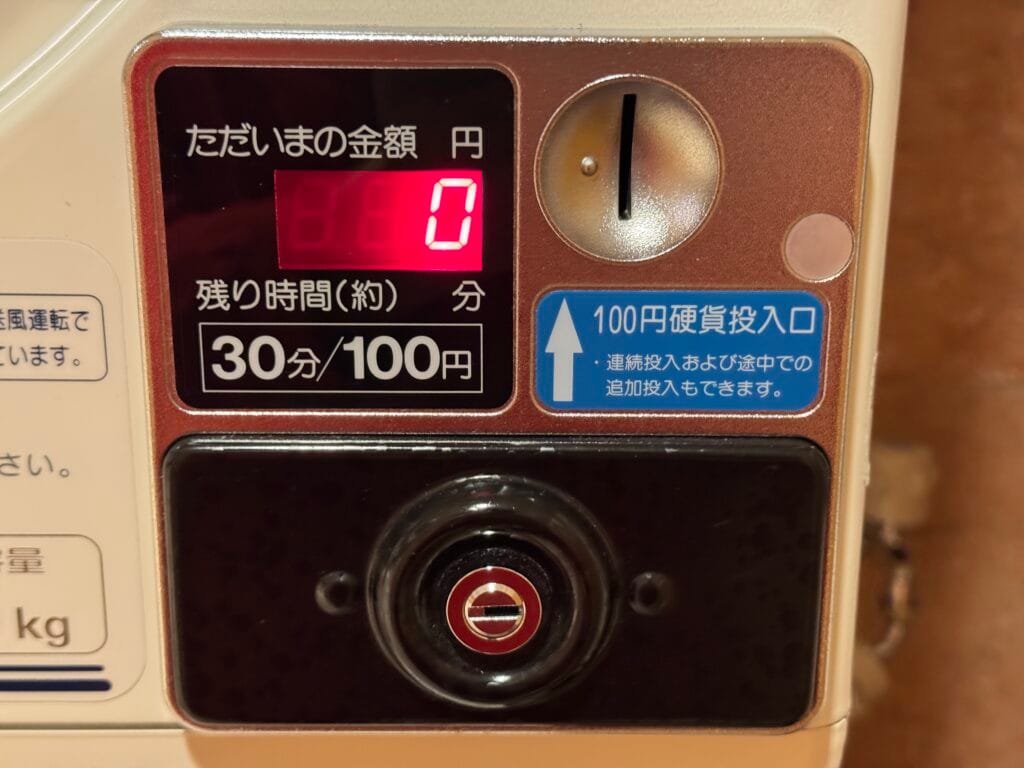 ただいまの金額 円
0
残り時間(約) 分
30分/100円
100円硬貨投入口
・連続投入および途中での
追加投入もできます。
風運転で
ています。
さい。
量
kg